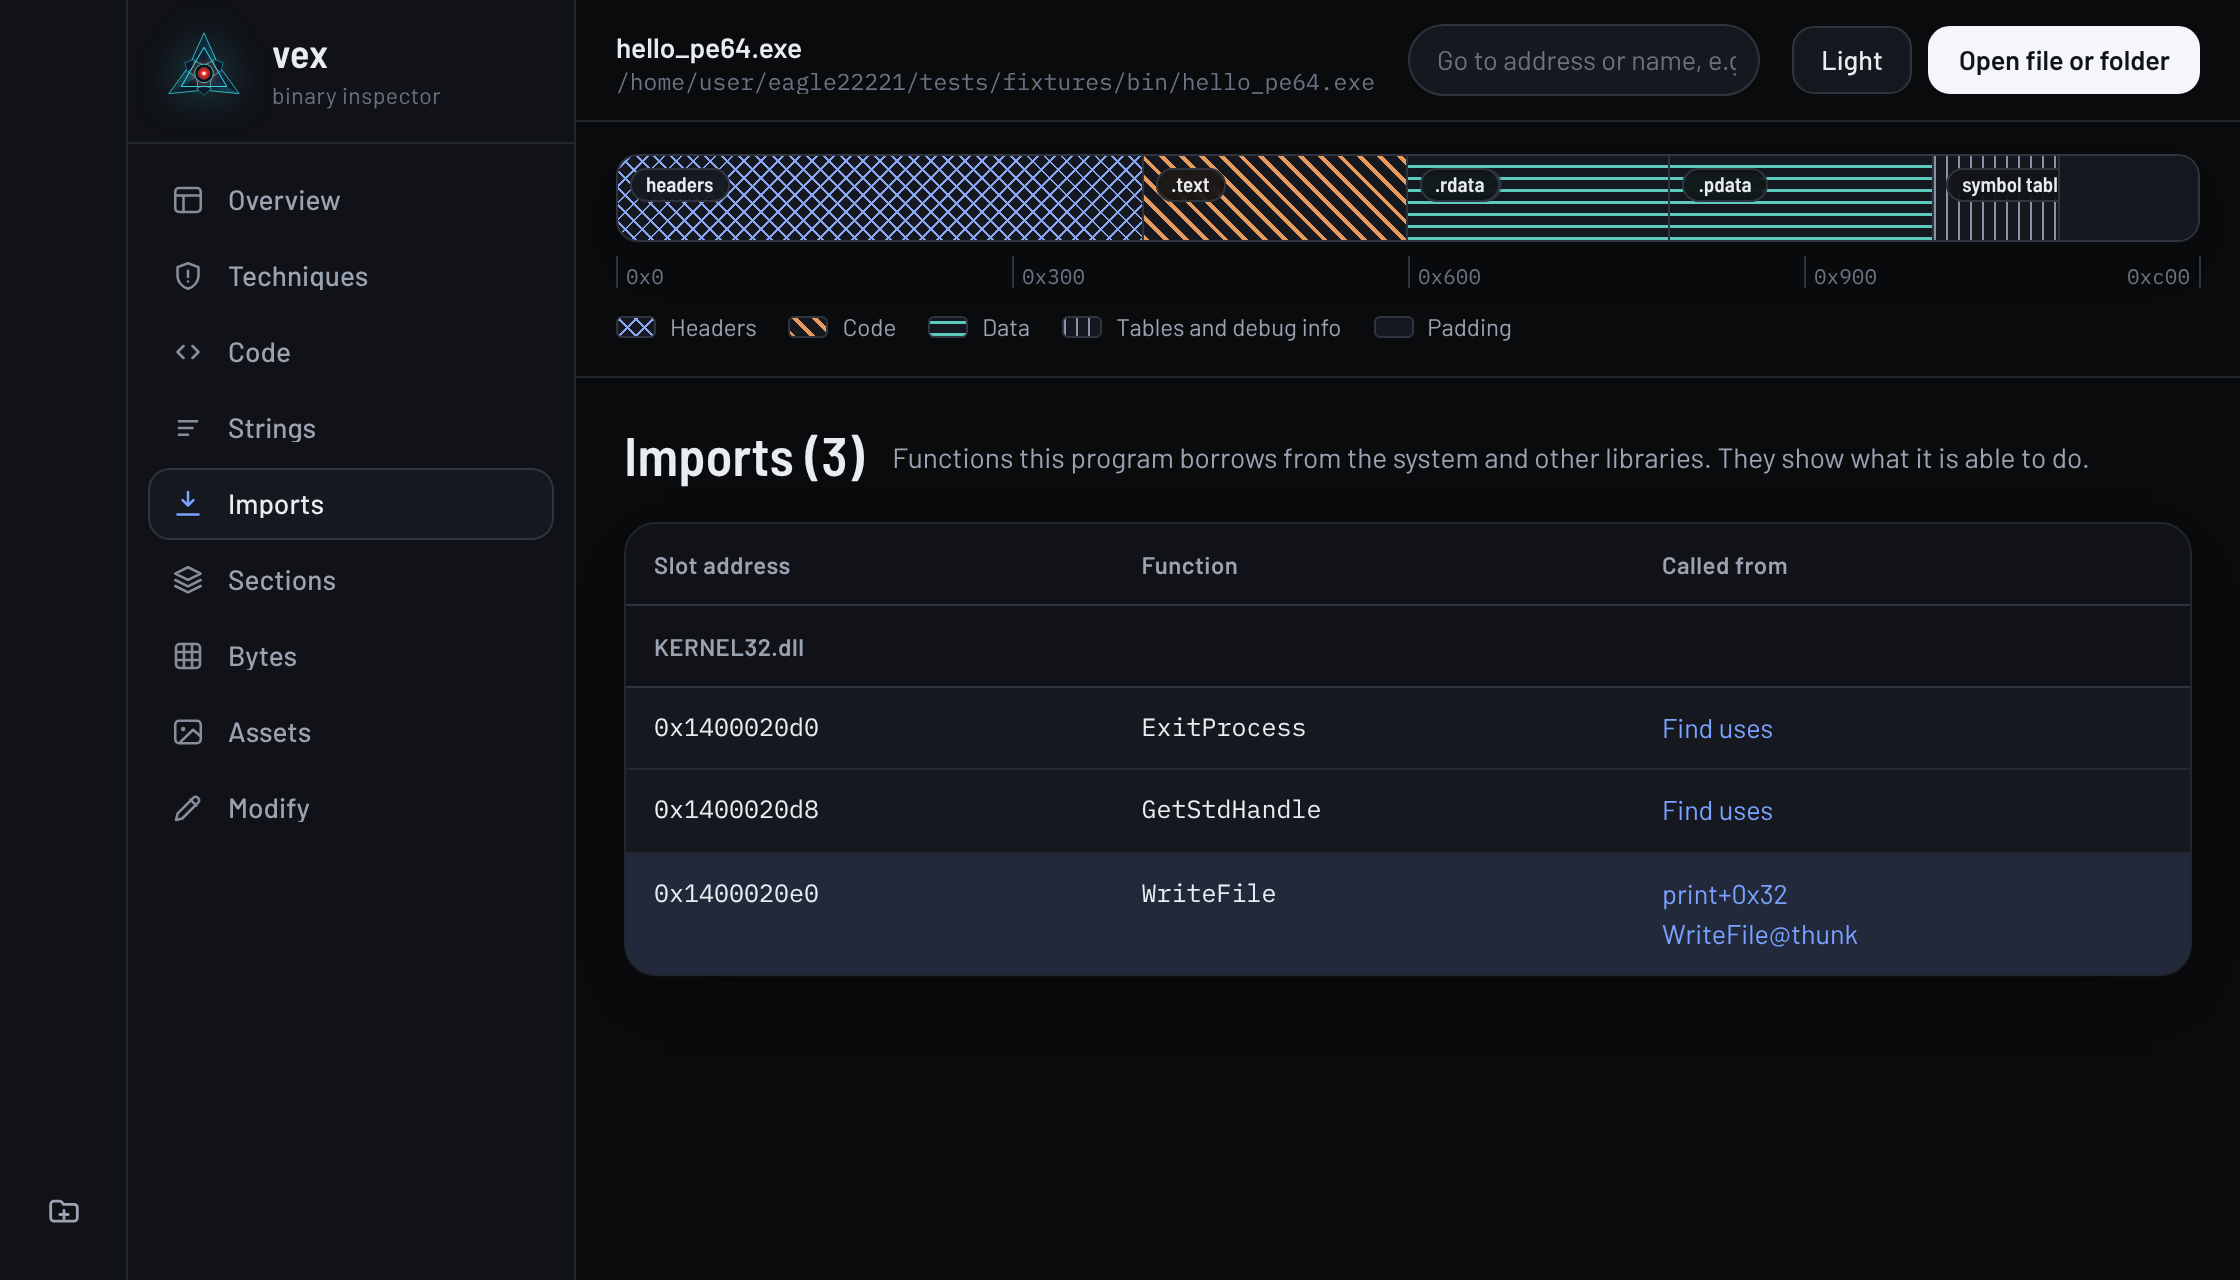 vex
binary inspector
Overview
Techniques
Code
Strings
Imports
Sections
Bytes
Assets
Modify
hello_pe64.exe
/home/user/eagle22221/tests/fixtures/bin/hello_pe64.exe
Go to address or name, e.g
Light
Open file or folder
headers .text .rdata .pdata symbol tabl
0x0 0x300 0x600 0x900 0xc00
Headers Code Data Tables and debug info Padding
Imports (3) Functions this program borrows from the system and other libraries. They show what it is able to do.
Slot address Function Called from
KERNEL32.dll
0x1400020d0 ExitProcess Find uses
0x1400020d8 GetStdHandle Find uses
0x1400020e0 WriteFile print+0x32
WriteFile@thunk